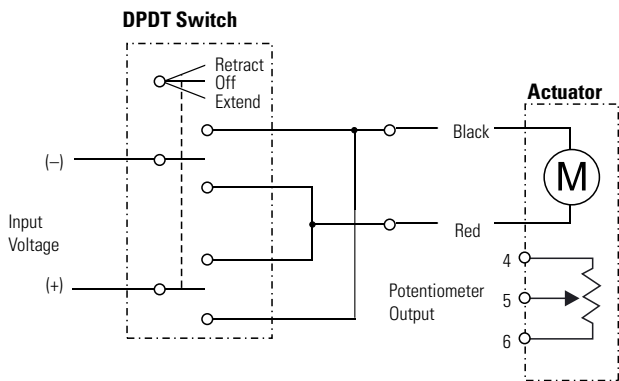 DPDT Switch
Retract
Off
Extend
Actuator
(–)
Black
M
Input
Voltage
Red
(+)
Potentiometer
Output
4
5
6